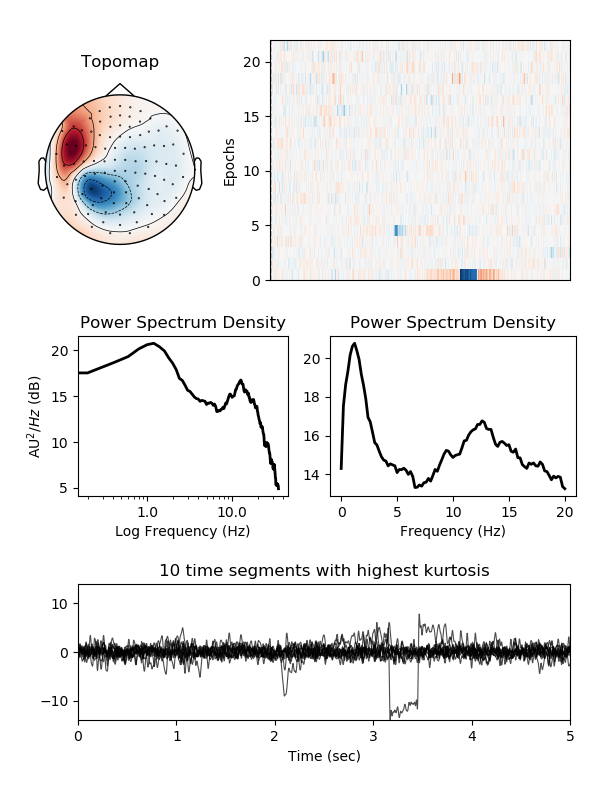 Topomap
Epochs
20
15
10
5
0
Power Spectrum Density
AU²/Hz (dB)
20
15
10
5
1.0 10.0
Log Frequency (Hz)
Power Spectrum Density
20
18
16
14
0 5 10 15 20
Frequency (Hz)
10 time segments with highest kurtosis
10
0
−10
0 1 2 3 4 5
Time (sec)